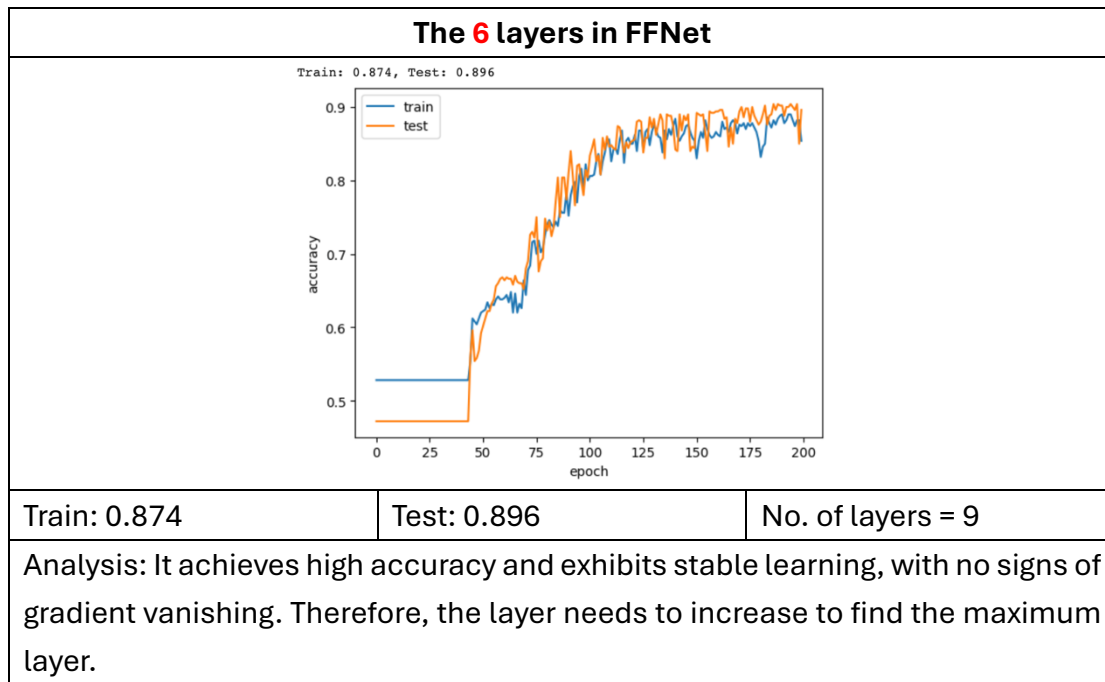 The 6 layers in FFNet
Train: 0.874, Test: 0.896
train
test
0.9
0.8
0.7
0.6
0.5
accuracy
0 25 50 75 100 125 150 175 200
epoch
Train: 0.874
Test: 0.896
No. of layers = 9
Analysis: It achieves high accuracy and exhibits stable learning, with no signs of
gradient vanishing. Therefore, the layer needs to increase to find the maximum
layer.